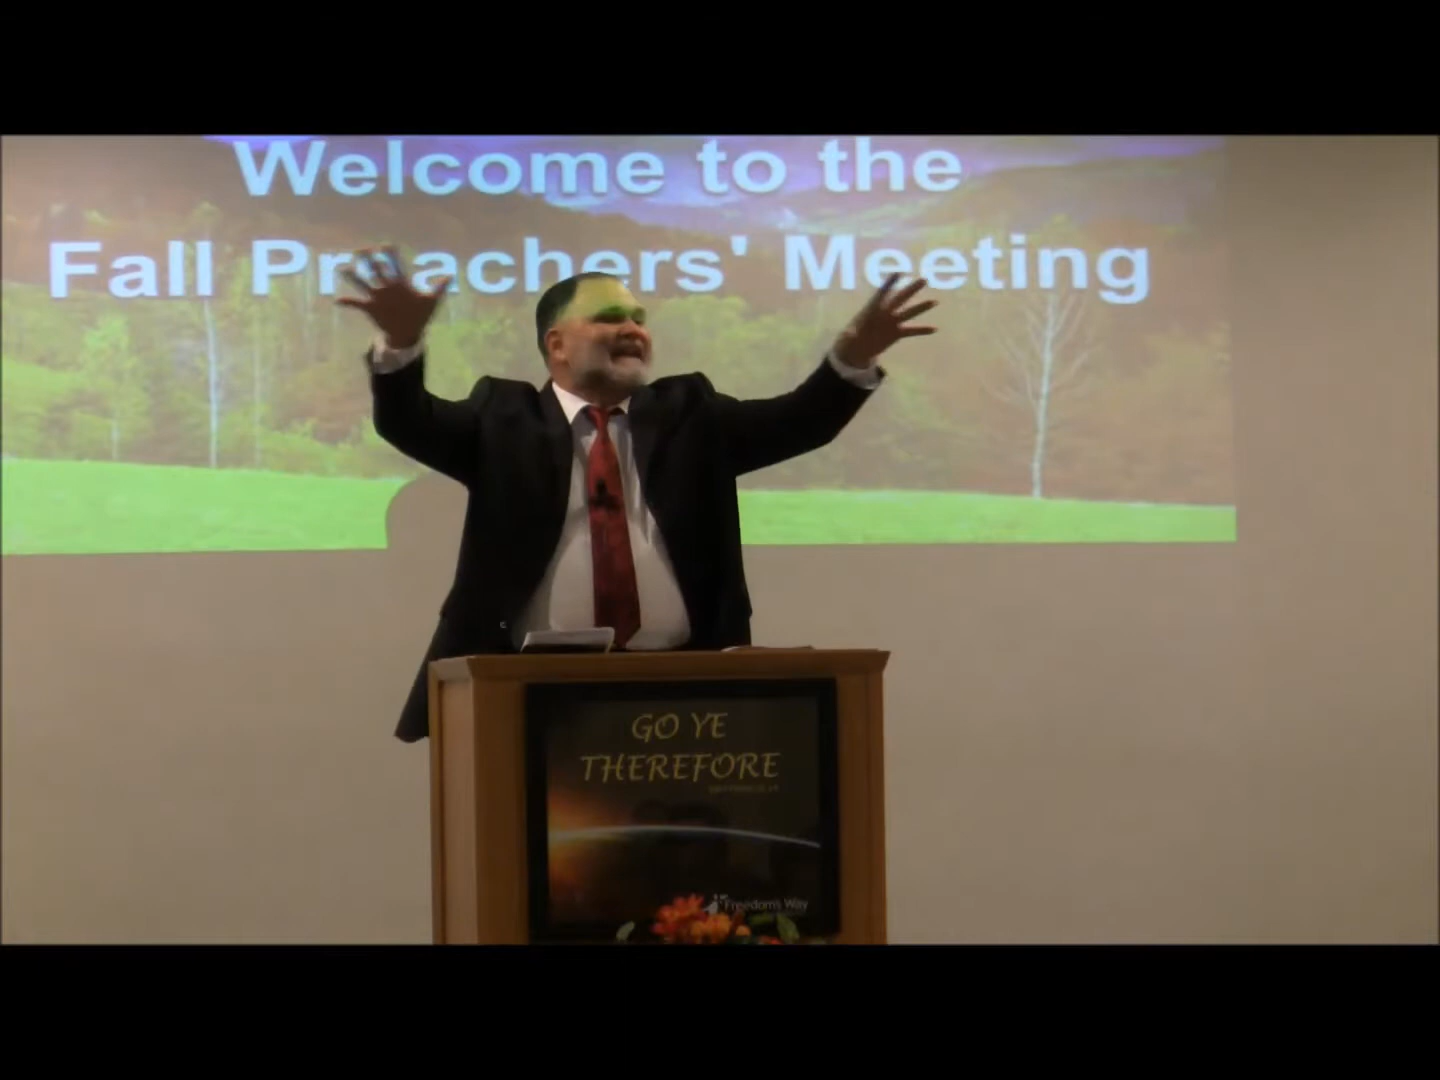 Welcome to the
Fall Preachers' Meeting
GO YE
THEREFORE
Freedom's Way